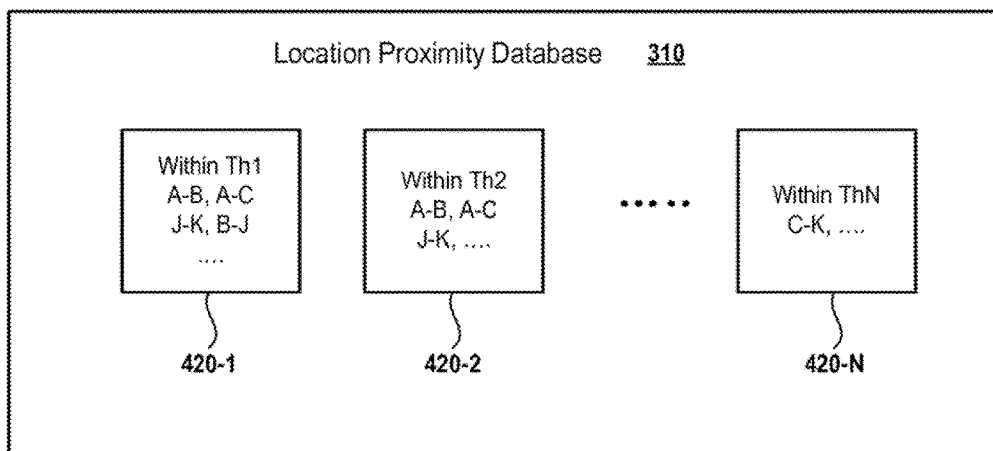 Location Proximity Database 310
Within Th1
A-B, A-C
J-K, B-J
....
Within Th2
A-B, A-C
J-K, ....
.....
Within ThN
C-K, ....
420-1
420-2
420-N